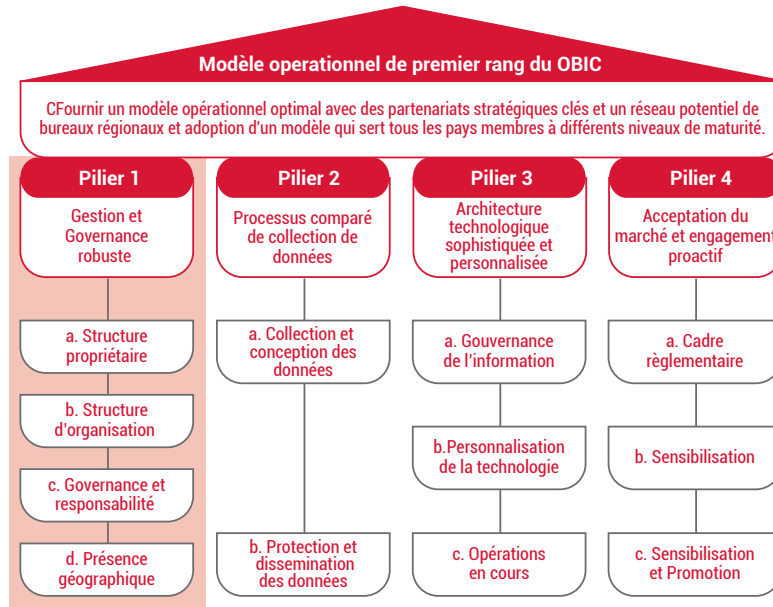 Modèle operationnel de premier rang du OBIC
CFournir un modèle opérationnel optimal avec des partenariats stratégiques clés et un réseau potentiel de
bureaux régionaux et adoption d'un modèle qui sert tous les pays membres à différents niveaux de maturité.
Pilier 1
Gestion et
Governance
robuste
a. Structure
propriétaire
b. Structure
d'organisation
c. Governance et
responsabilité
d. Présence
géographique
Pilier 2
Processus comparé
de collection de
données
a. Collection et
conception des
données
b. Protection et
dissemination
des données
Pilier 3
Architecture
technologique
sophistiquée et
personnalisée
a. Gouvernance
de l'information
b.Personnalisation
de la technologie
c. Opérations
en cours
Pilier 4
Acceptation du
marché et engagement
proactif
a. Cadre
règlementaire
b. Sensibilisation
c. Sensibilisation
et Promotion